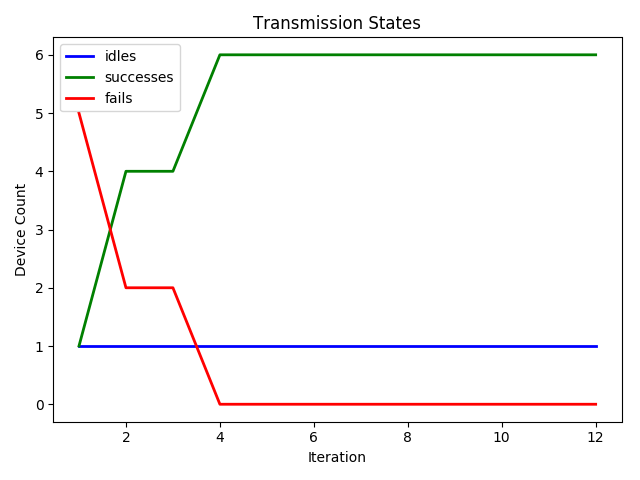 Transmission States
idles
successes
fails
6
5
4
3
2
1
0
Device Count
2 4 6 8 10 12
Iteration